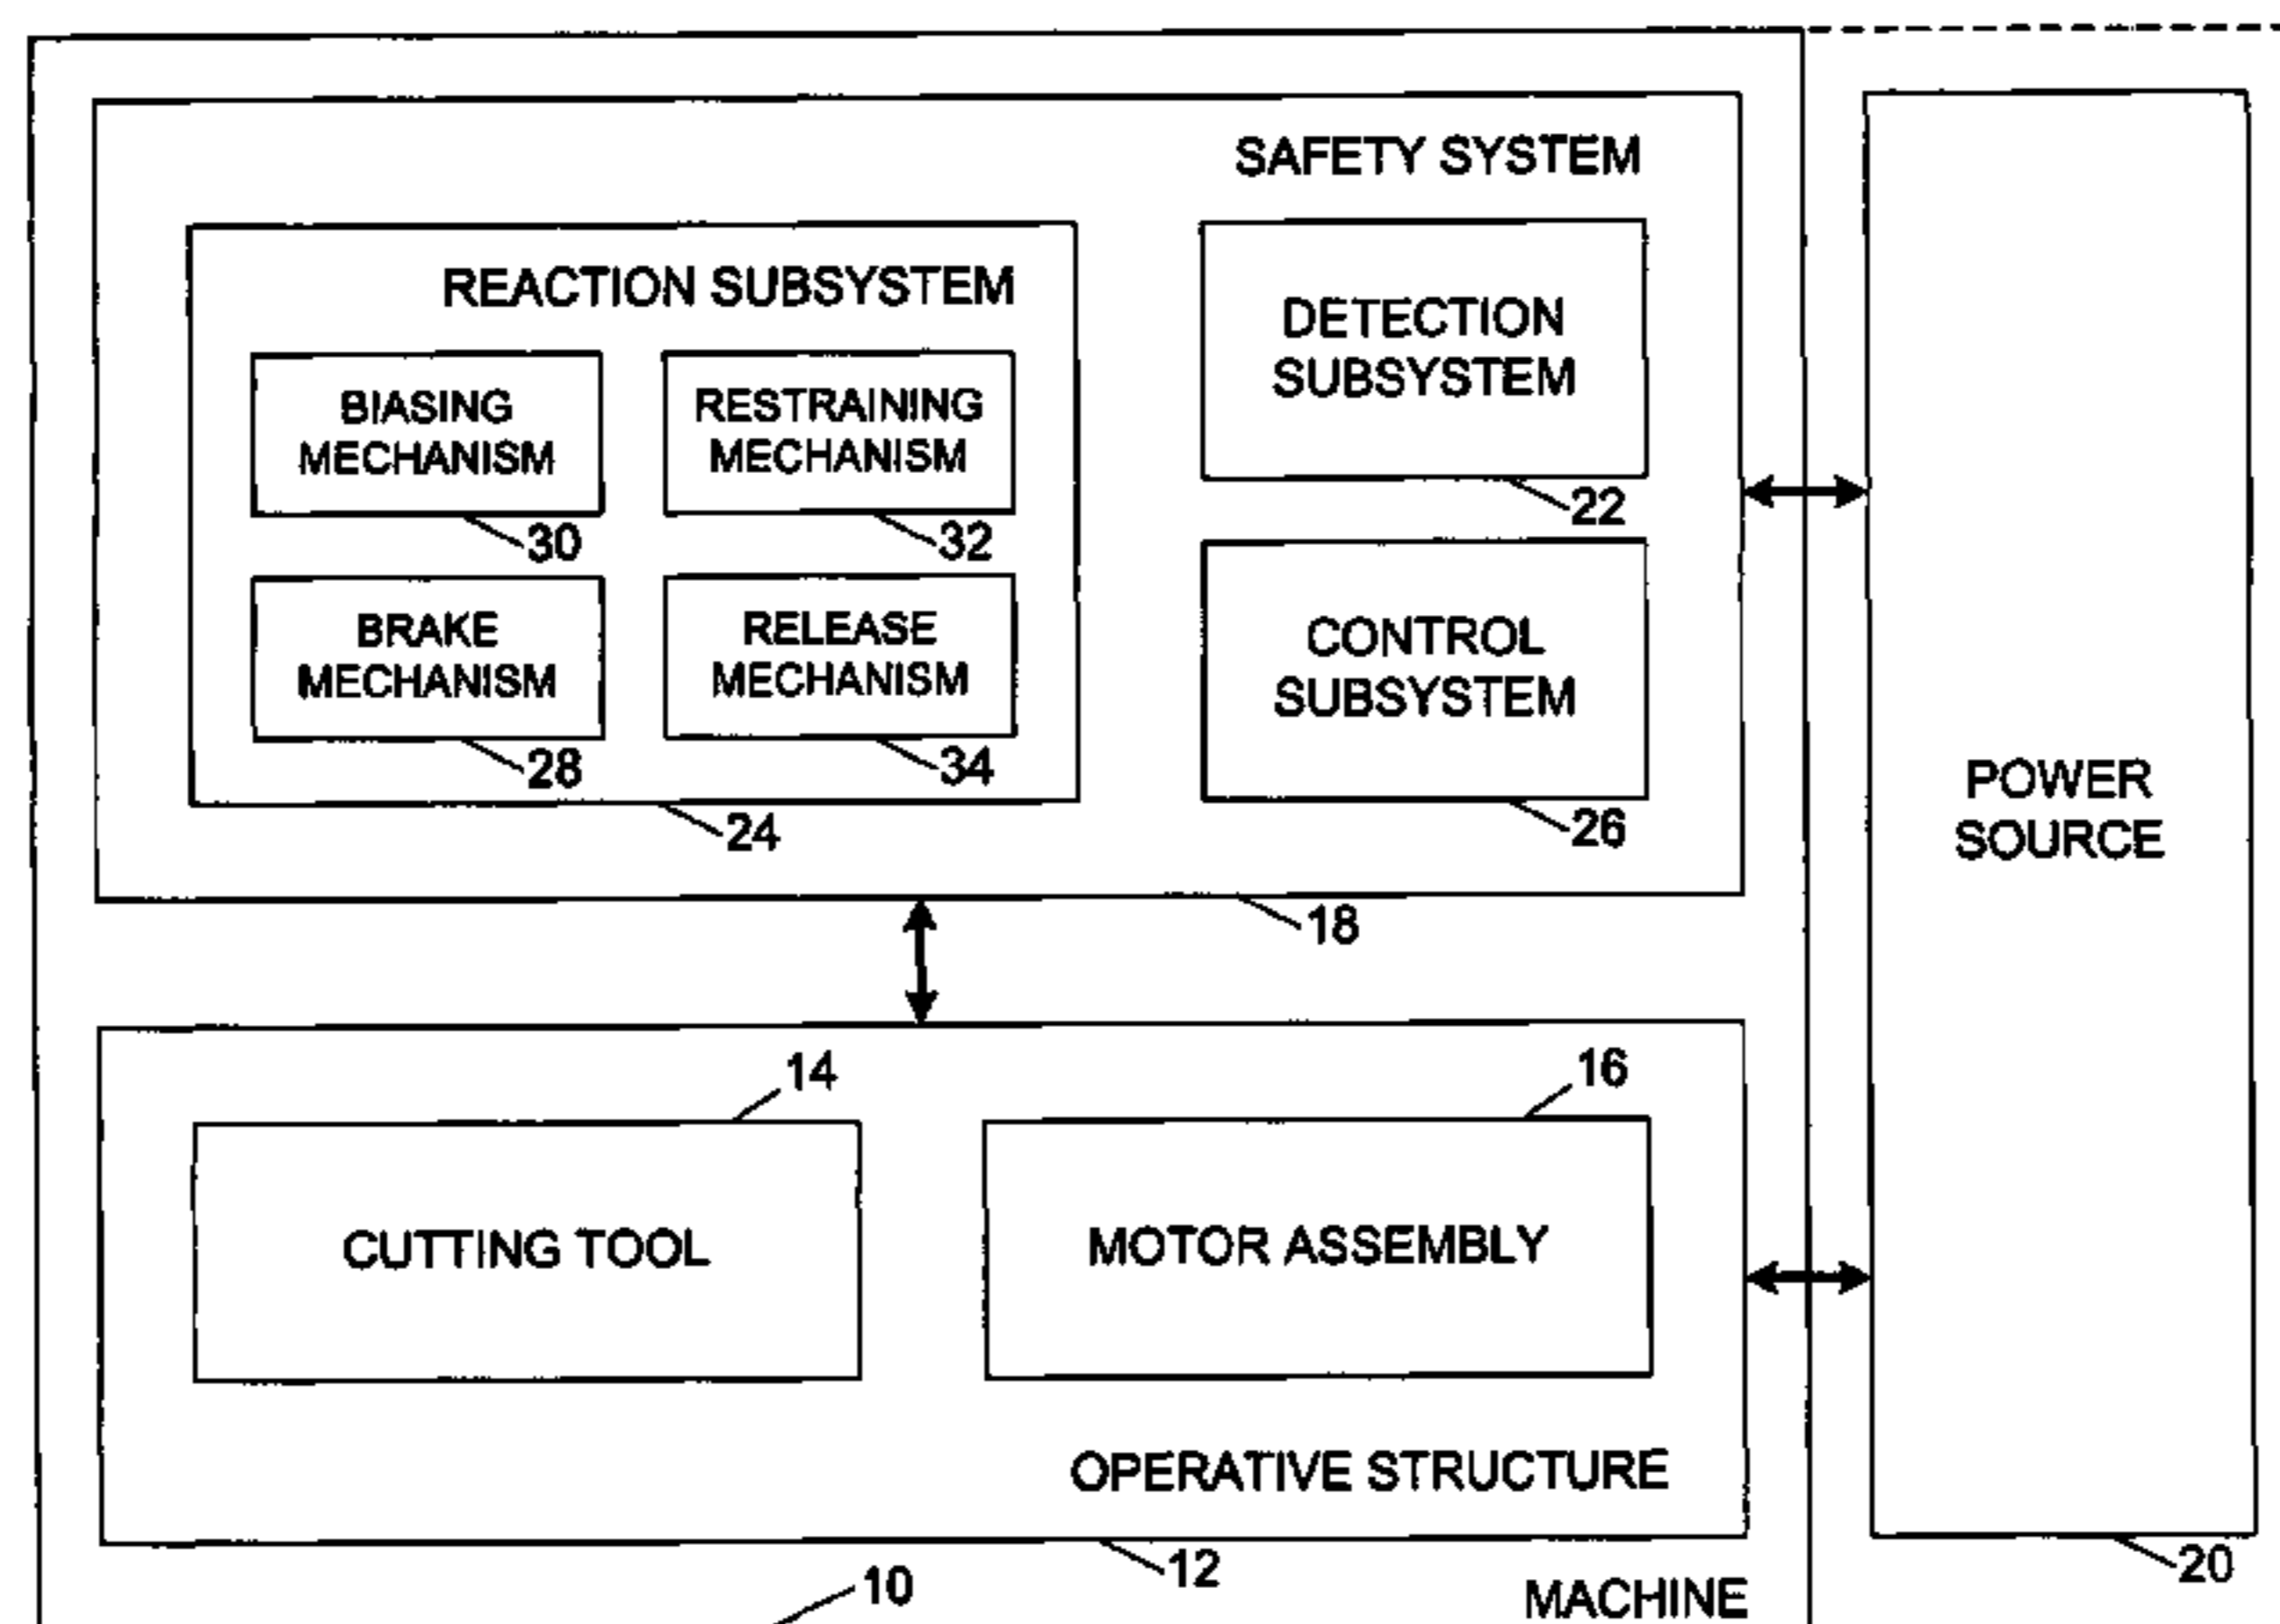 SAFETY SYSTEM
REACTION SUBSYSTEM
BIASING
MECHANISM
30
RESTRAINING
MECHANISM
32
BRAKE
MECHANISM
28
RELEASE
MECHANISM
34
24
DETECTION
SUBSYSTEM
22
CONTROL
SUBSYSTEM
26
18
POWER
SOURCE
14
16
CUTTING TOOL
MOTOR ASSEMBLY
OPERATIVE STRUCTURE
12
20
10
MACHINE